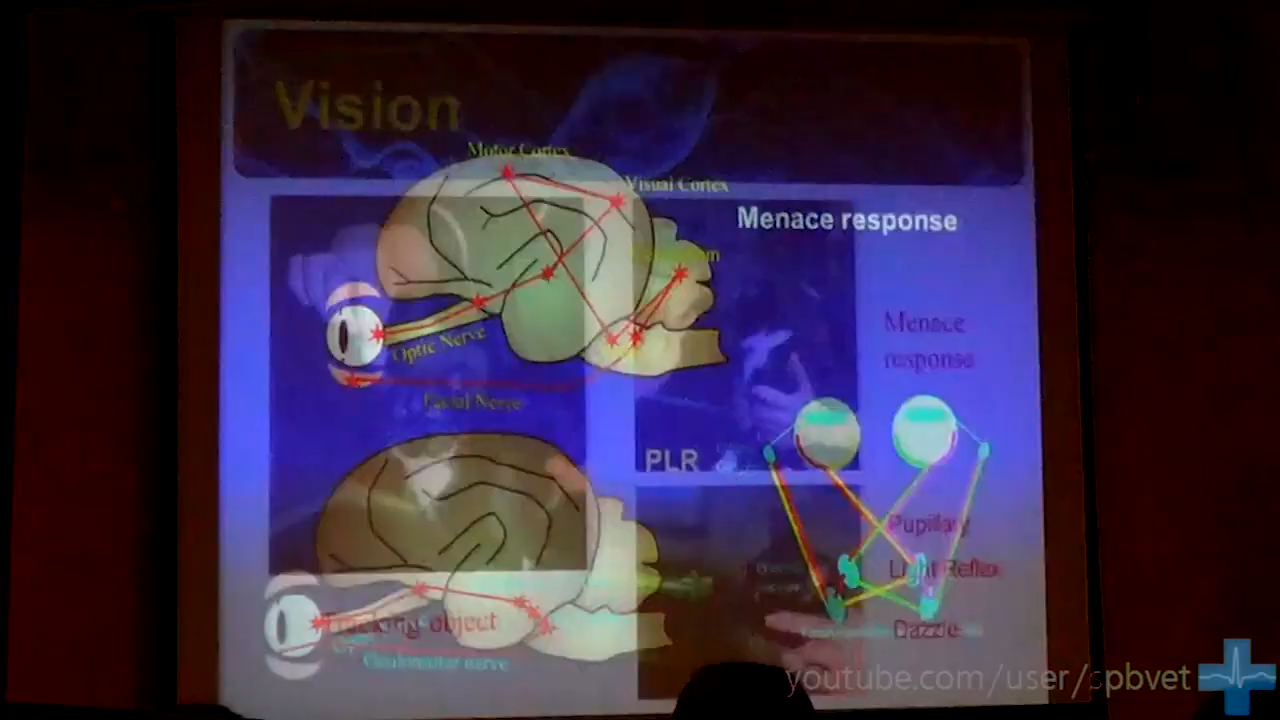 Vision
Motor Cortex
Visual Cortex
Menace response
Menace
response
Optic Nerve
Facial Nerve
PLR
Pupillary
Light Reflex
Tracking object
Dazzle
Oculomotor nerve
youtube.com/user/spbvet